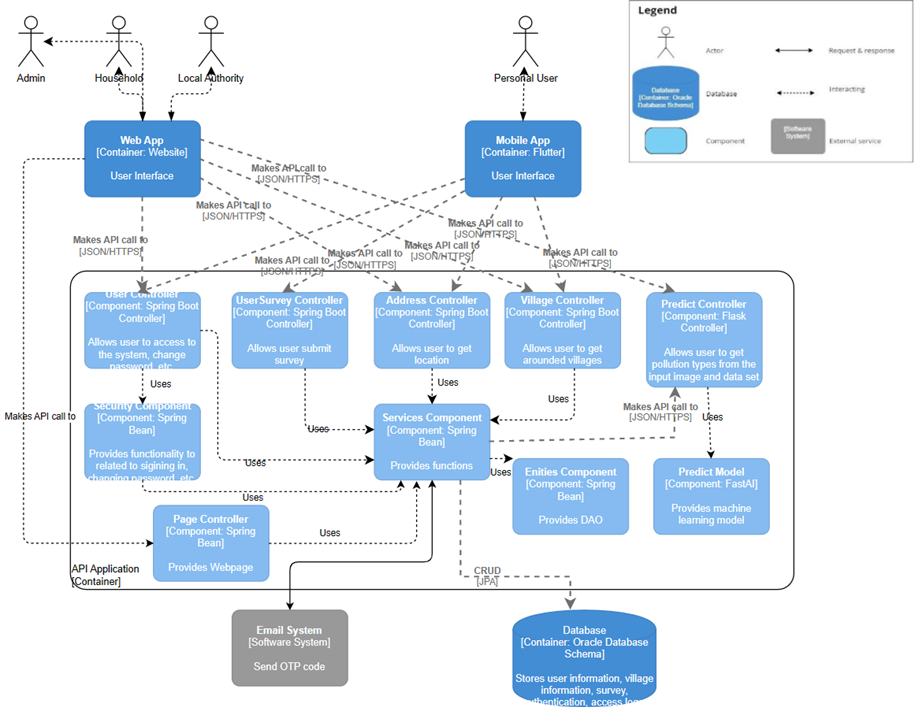 Legend
Actor
Request & response
Database
[Container: Oracle
Database Schema]
Database
Interacting
Component
[Software
System]
External service
Admin
Household
Local Authority
Personal User
Web App
[Container: Website]
User Interface
Mobile App
[Container: Flutter]
User Interface
Makes API call to
[JSON/HTTPS]
Makes API call to
[JSON/HTTPS]
Makes API call to
[JSON/HTTPS]
Makes API call to
[JSON/HTTPS]
Makes API call to
[JSON/HTTPS]
Makes API call to
[JSON/HTTPS]
Makes API call to
[JSON/HTTPS]
Makes API call to
[JSON/HTTPS]
User Controller
[Component: Spring Boot
Controller]
Allows user to access to
the system, change
password, etc
UserSurvey Controller
[Component: Spring Boot
Controller]
Allows user submit
survey
Address Controller
[Component: Spring Boot
Controller]
Allows user to get
location
Village Controller
[Component: Spring Boot
Controller]
Allows user to get
arounded villages
Predict Controller
[Component: Flask
Controller]
Allows user to get
pollution types from the
input image and data set
Uses
Uses
Uses
Makes API call to
[JSON/HTTPS]
Uses
Makes API call to
Security Component
[Component: Spring
Bean]
Provides functionality to
related to sigining in,
changing password, etc
Services Component
[Component: Spring
Bean]
Provides functions
Uses
Uses
Uses
Uses
Enities Component
[Component: Spring
Bean]
Provides DAO
Predict Model
[Component: FastAI]
Provides machine
learning model
Page Controller
[Component: Spring
Bean]
Provides Webpage
Uses
API Application
[Container]
CRUD
[JPA]
Email System
[Software System]
Send OTP code
Database
[Container: Oracle Database
Schema]
Stores user information, village
information, survey,
authentication, access log